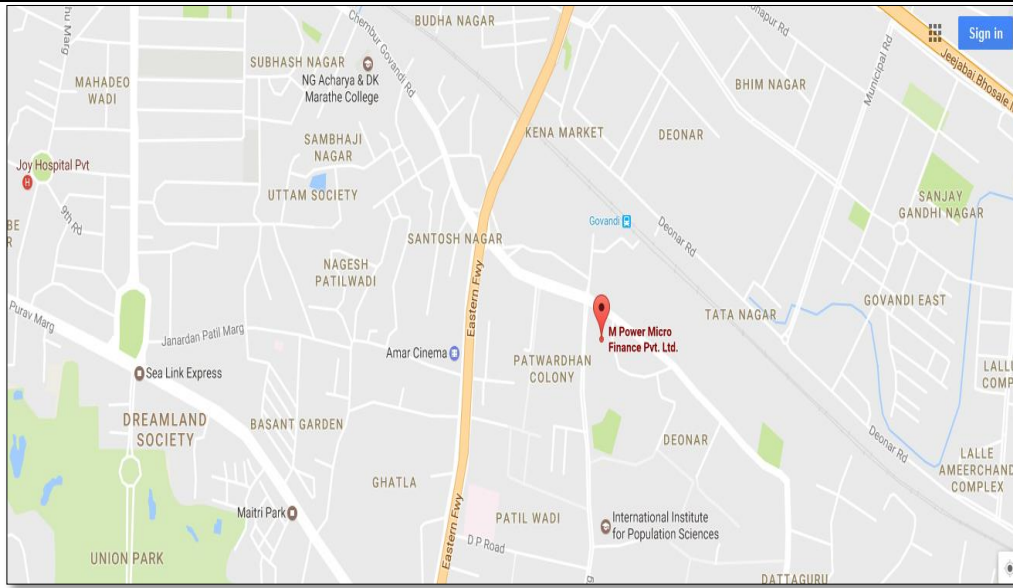 BUDHA NAGAR
Sign in
Chembur Govandi Rd
Municipal Rd
Jeejabai Bhosale
SUBHASH NAGAR
NG Acharya & DK
Marathe College
MAHADEO
WADI
BHIM NAGAR
KENA MARKET
DEONAR
SAMBHAJI
NAGAR
Joy Hospital Pvt
UTTAM SOCIETY
9th Rd
SANJAY
GANDHI NAGAR
Govandi
Deonar Rd
SANTOSH NAGAR
NAGESH
PATILWADI
Eastern Fwy
GOVANDI EAST
TATA NAGAR
Purav Marg
Janardan Patil Marg
M Power Micro
Finance Pvt. Ltd.
Amar Cinema
PATWARDHAN
COLONY
Sea Link Express
DREAMLAND
SOCIETY
BASANT GARDEN
DEONAR
Deonar Rd
LALLE
AMEERCHAND
COMPLEX
GHATLA
Maitri Park
PATIL WADI
International Institute
for Population Sciences
D P Road
Eastern Fwy
UNION PARK
DATTAGURU